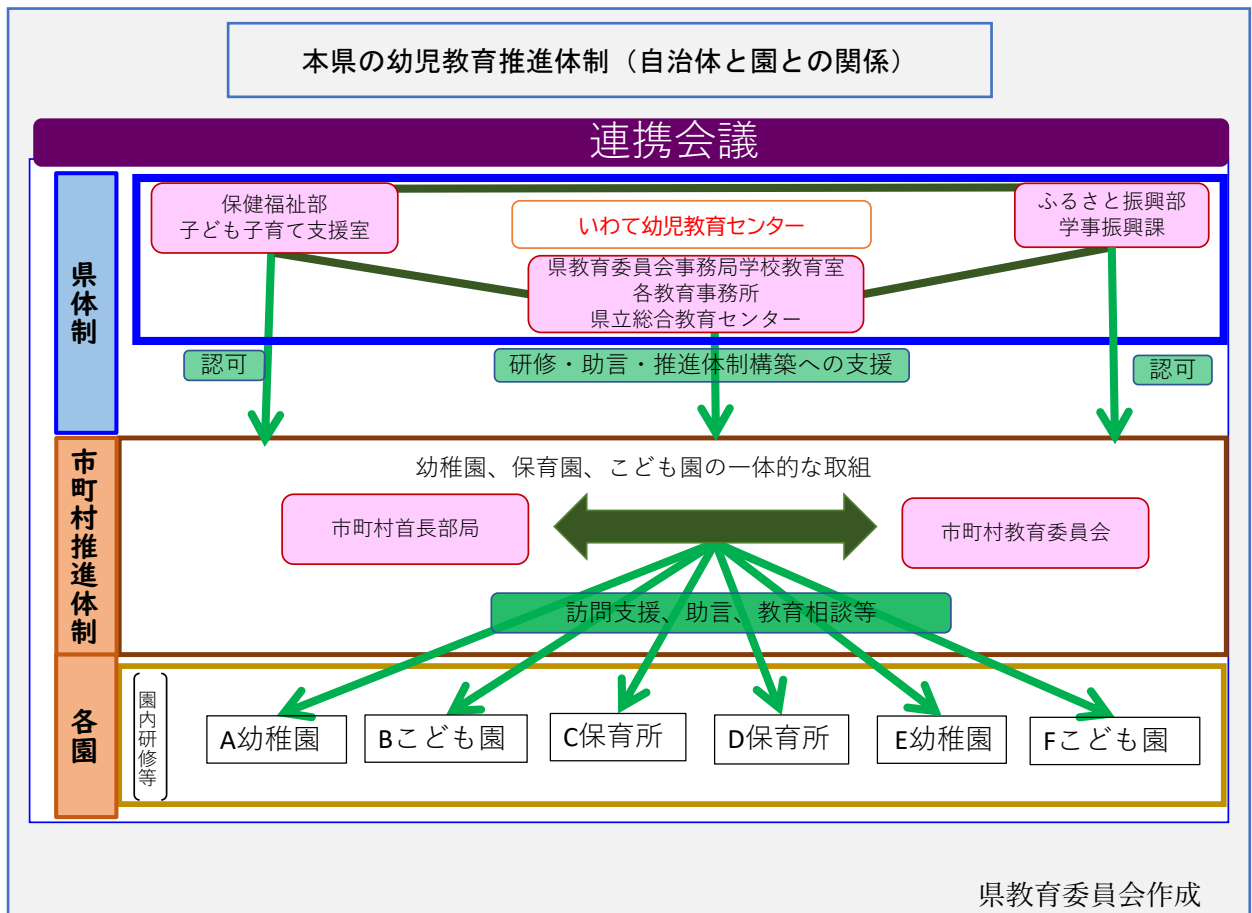 本県の幼児教育推進体制（自治体と園との関係）
連携会議
県体制
保健福祉部
子ども子育て支援室
いわて幼児教育センター
ふるさと振興部
学事振興課
県教育委員会事務局学校教育室
各教育事務所
県立総合教育センター
認可
研修・助言・推進体制構築への支援
認可
市町村推進体制
幼稚園、保育園、こども園の一体的な取組
市町村首長部局
市町村教育委員会
訪問支援、助言、教育相談等
各園
園内研修等
A幼稚園
Bこども園
C保育所
D保育所
E幼稚園
Fこども園
県教育委員会作成